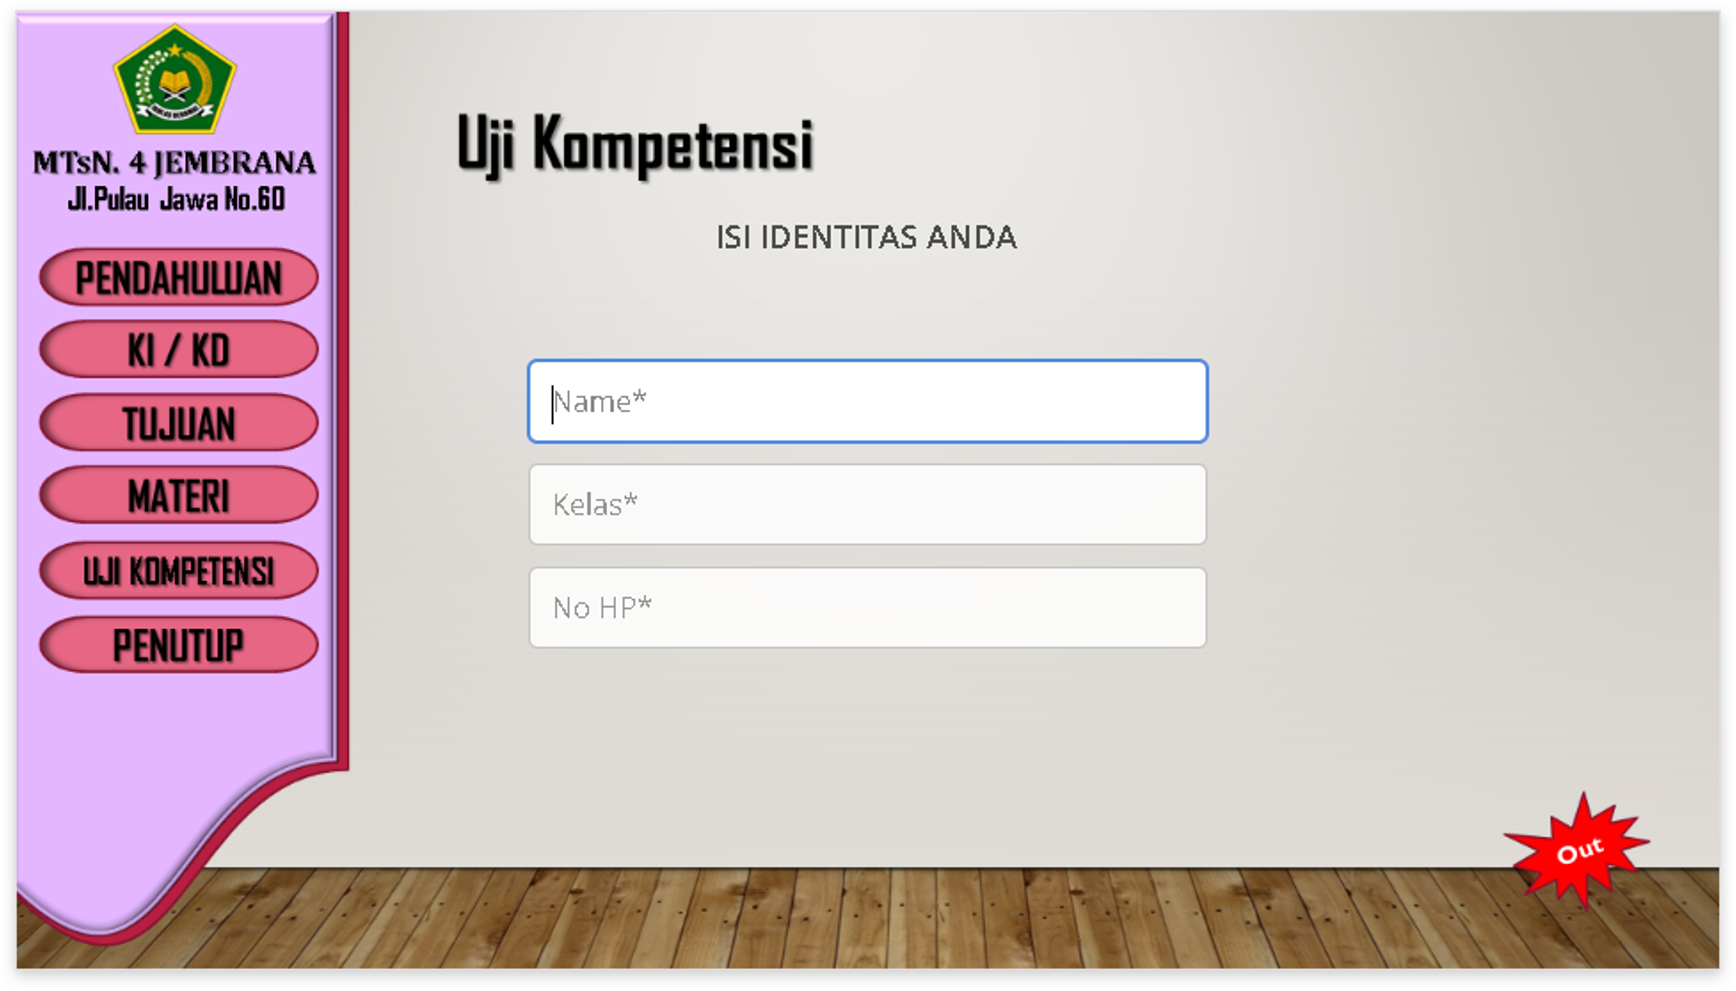 MTsN. 4 JEMBRANA
Jl.Pulau Jawa No.60
PENDAHULUAN
KI / KD
TUJUAN
MATERI
UJI KOMPETENSI
PENUTUP
Uji Kompetensi
ISI IDENTITAS ANDA
Name*
Kelas*
No HP*
Out